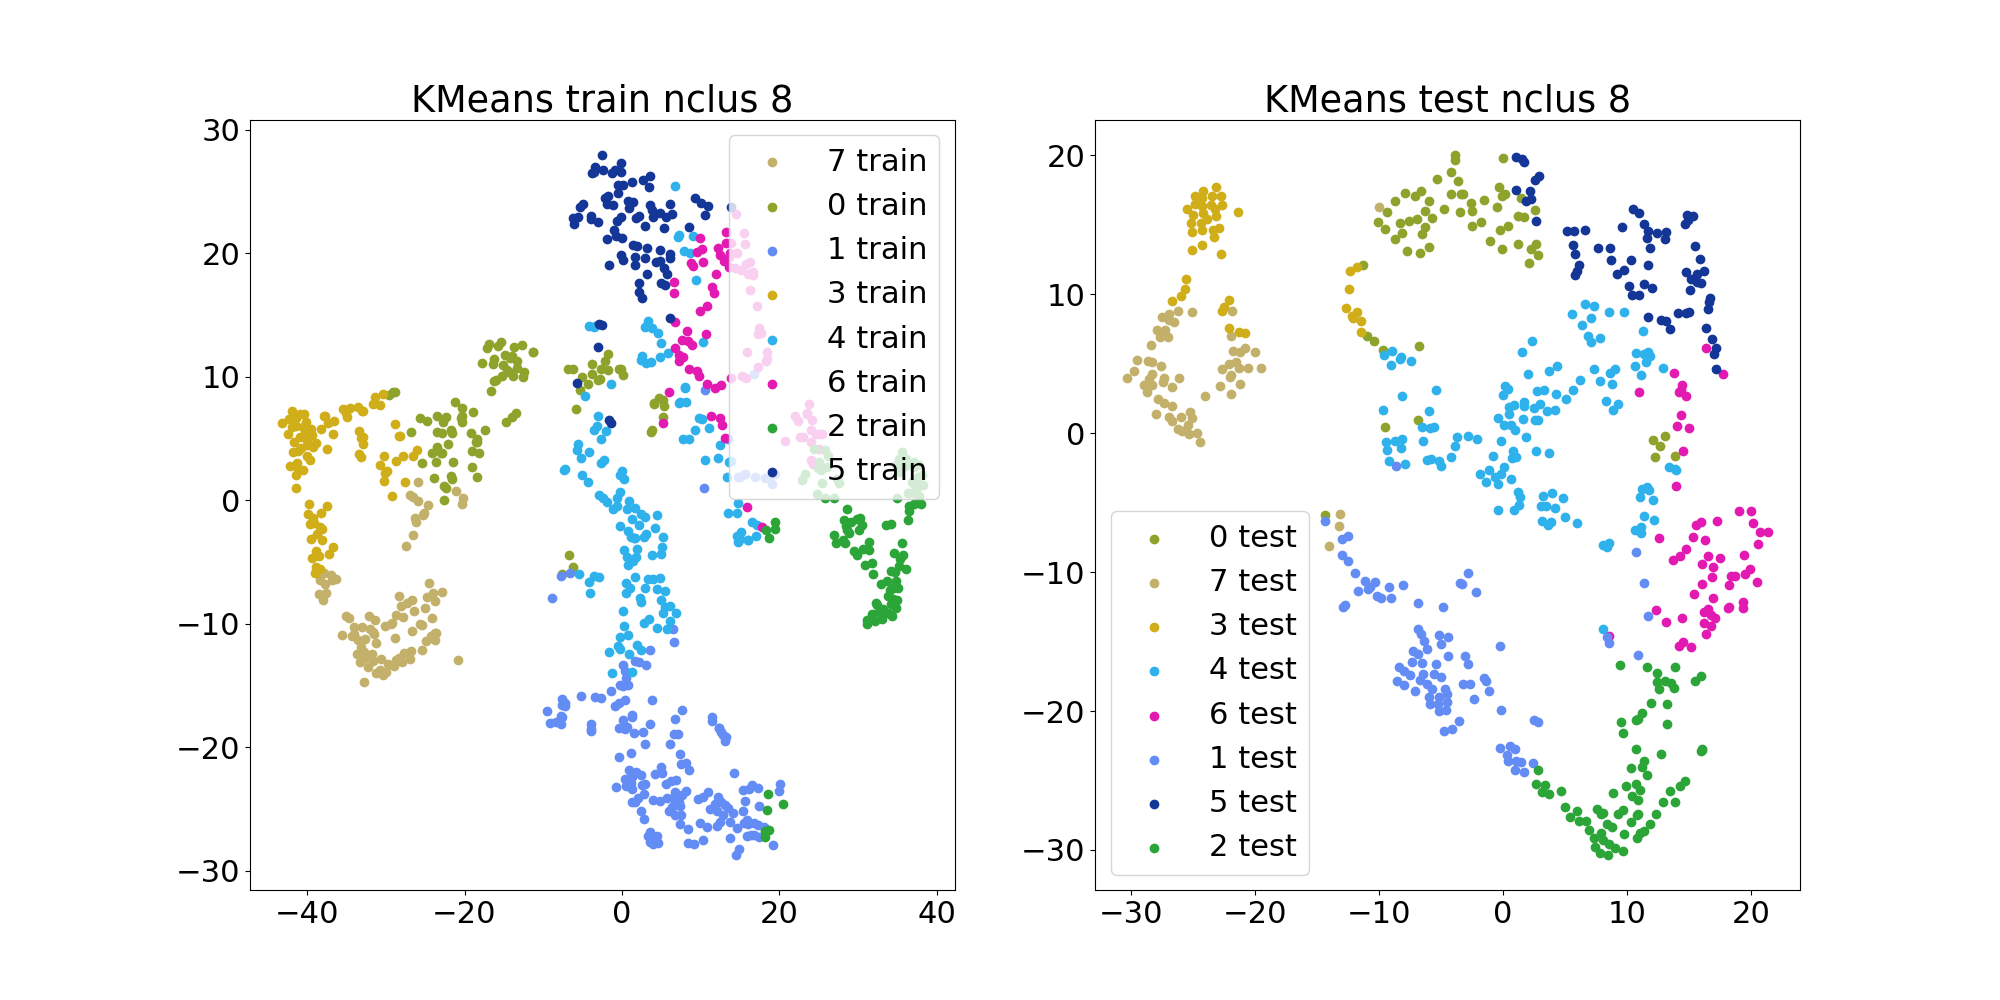 KMeans train nclus 8
30
20
10
0
−10
−20
−30
−40
−20
0
20
40
7 train
0 train
1 train
3 train
4 train
6 train
2 train
5 train
KMeans test nclus 8
20
10
0
−10
−20
−30
−30
−20
−10
0
10
20
0 test
7 test
3 test
4 test
6 test
1 test
5 test
2 test